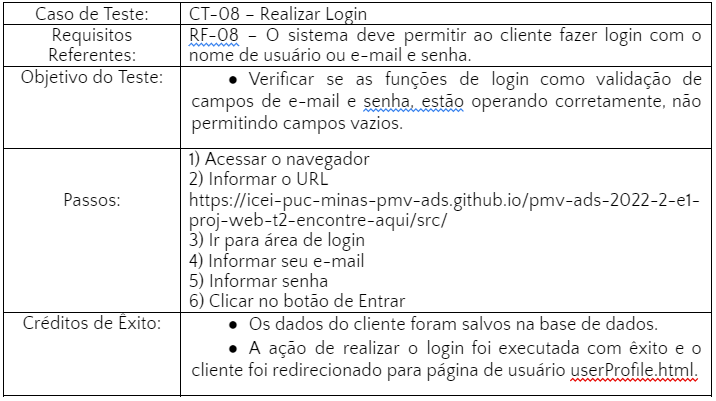 Caso de Teste: CT-08 – Realizar Login
Requisitos Referentes: RF-08 – O sistema deve permitir ao cliente fazer login com o
nome de usuário ou e-mail e senha.
Objetivo do Teste: ● Verificar se as funções de login como validação de
campos de e-mail e senha, estão operando corretamente, não
permitindo campos vazios.
Passos:
1) Acessar o navegador
2) Informar o URL
https://icei-puc-minas-pmv-ads.github.io/pmv-ads-2022-2-e1-
proj-web-t2-encontre-aqui/src/
3) Ir para área de login
4) Informar seu e-mail
5) Informar senha
6) Clicar no botão de Entrar
Créditos de Êxito: ● Os dados do cliente foram salvos na base de dados.
● A ação de realizar o login foi executada com êxito e o
cliente foi redirecionado para página de usuário userProfile.html.